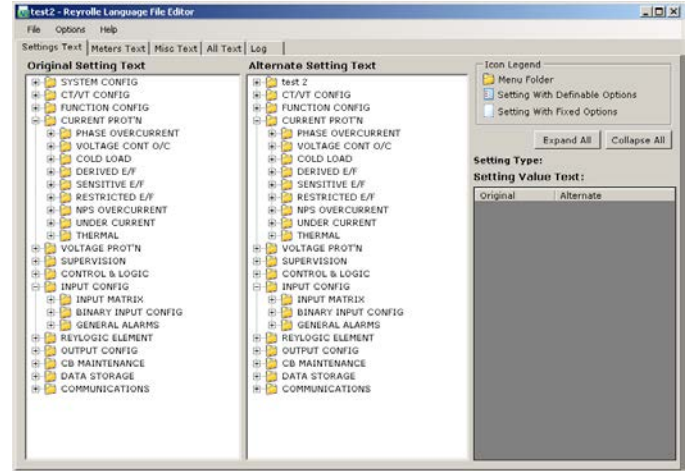 test2 - Reyrolle Language File Editor
File Options Help
Settings Text Meters Text Misc Text All Text Log
Original Setting Text
SYSTEM CONFIG
CT/VT CONFIG
FUNCTION CONFIG
CURRENT PROT'N
PHASE OVERCURRENT
VOLTAGE CONT O/C
COLD LOAD
DERIVED E/F
SENSITIVE E/F
RESTRICTED E/F
NPS OVERCURRENT
UNDER CURRENT
THERMAL
VOLTAGE PROT'N
SUPERVISION
CONTROL & LOGIC
INPUT CONFIG
INPUT MATRIX
BINARY INPUT CONFIG
GENERAL ALARMS
REYLOGIC ELEMENT
OUTPUT CONFIG
CB MAINTENANCE
DATA STORAGE
COMMUNICATIONS
Alternate Setting Text
test 2
CT/VT CONFIG
FUNCTION CONFIG
CURRENT PROT'N
PHASE OVERCURRENT
VOLTAGE CONT O/C
COLD LOAD
DERIVED E/F
SENSITIVE E/F
RESTRICTED E/F
NPS OVERCURRENT
UNDER CURRENT
THERMAL
VOLTAGE PROT'N
SUPERVISION
CONTROL & LOGIC
INPUT CONFIG
INPUT MATRIX
BINARY INPUT CONFIG
GENERAL ALARMS
REYLOGIC ELEMENT
OUTPUT CONFIG
CB MAINTENANCE
DATA STORAGE
COMMUNICATIONS
Icon Legend
Menu Folder
Setting With Definable Options
Setting With Fixed Options
Expand All Collapse All
Setting Type:
Setting Value Text:
Original Alternate